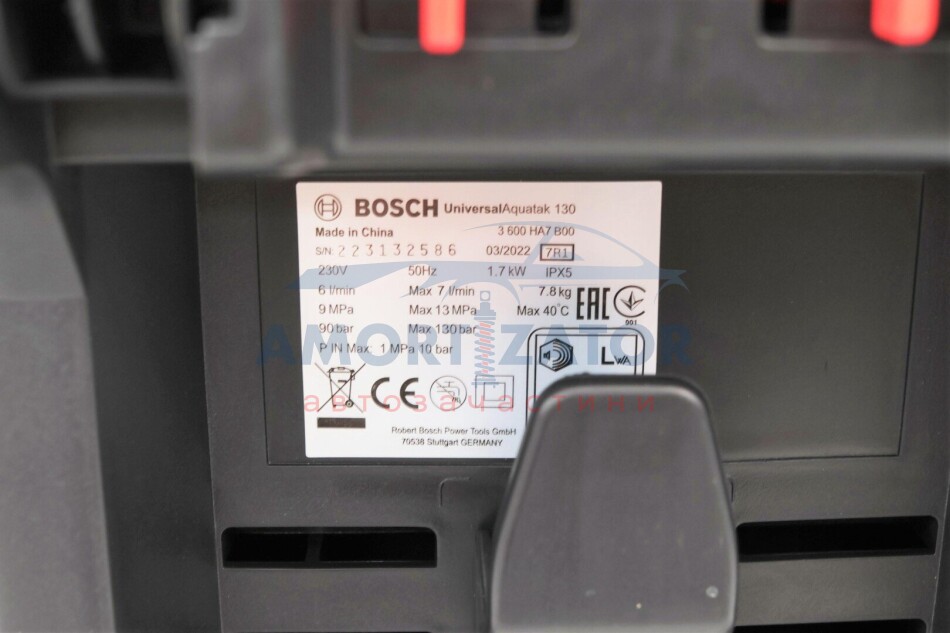 BOSCH UniversalAquatak 130
Made in China 3 600 HA7 B00
S/N: 223132586 03/2022 7R1
230V 50Hz 1.7 kW IPX5
6 l/min Max 7 l/min 7.8 kg
9 MPa Max 13 MPa Max 40°C
EAC
001
90 bar Max 130 bar
P IN Max: 1 MPa 10 bar
LWA
CE
Robert Bosch Power Tools GmbH
70538 Stuttgart GERMANY
AMORTIZATOR
автозапчастини